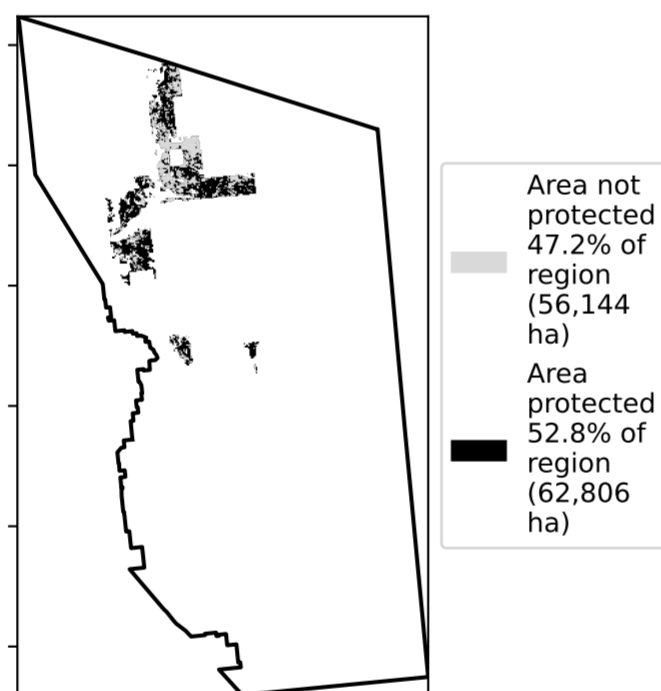 Area not
protected
47.2% of
region
(56,144
ha)
Area
protected
52.8% of
region
(62,806
ha)